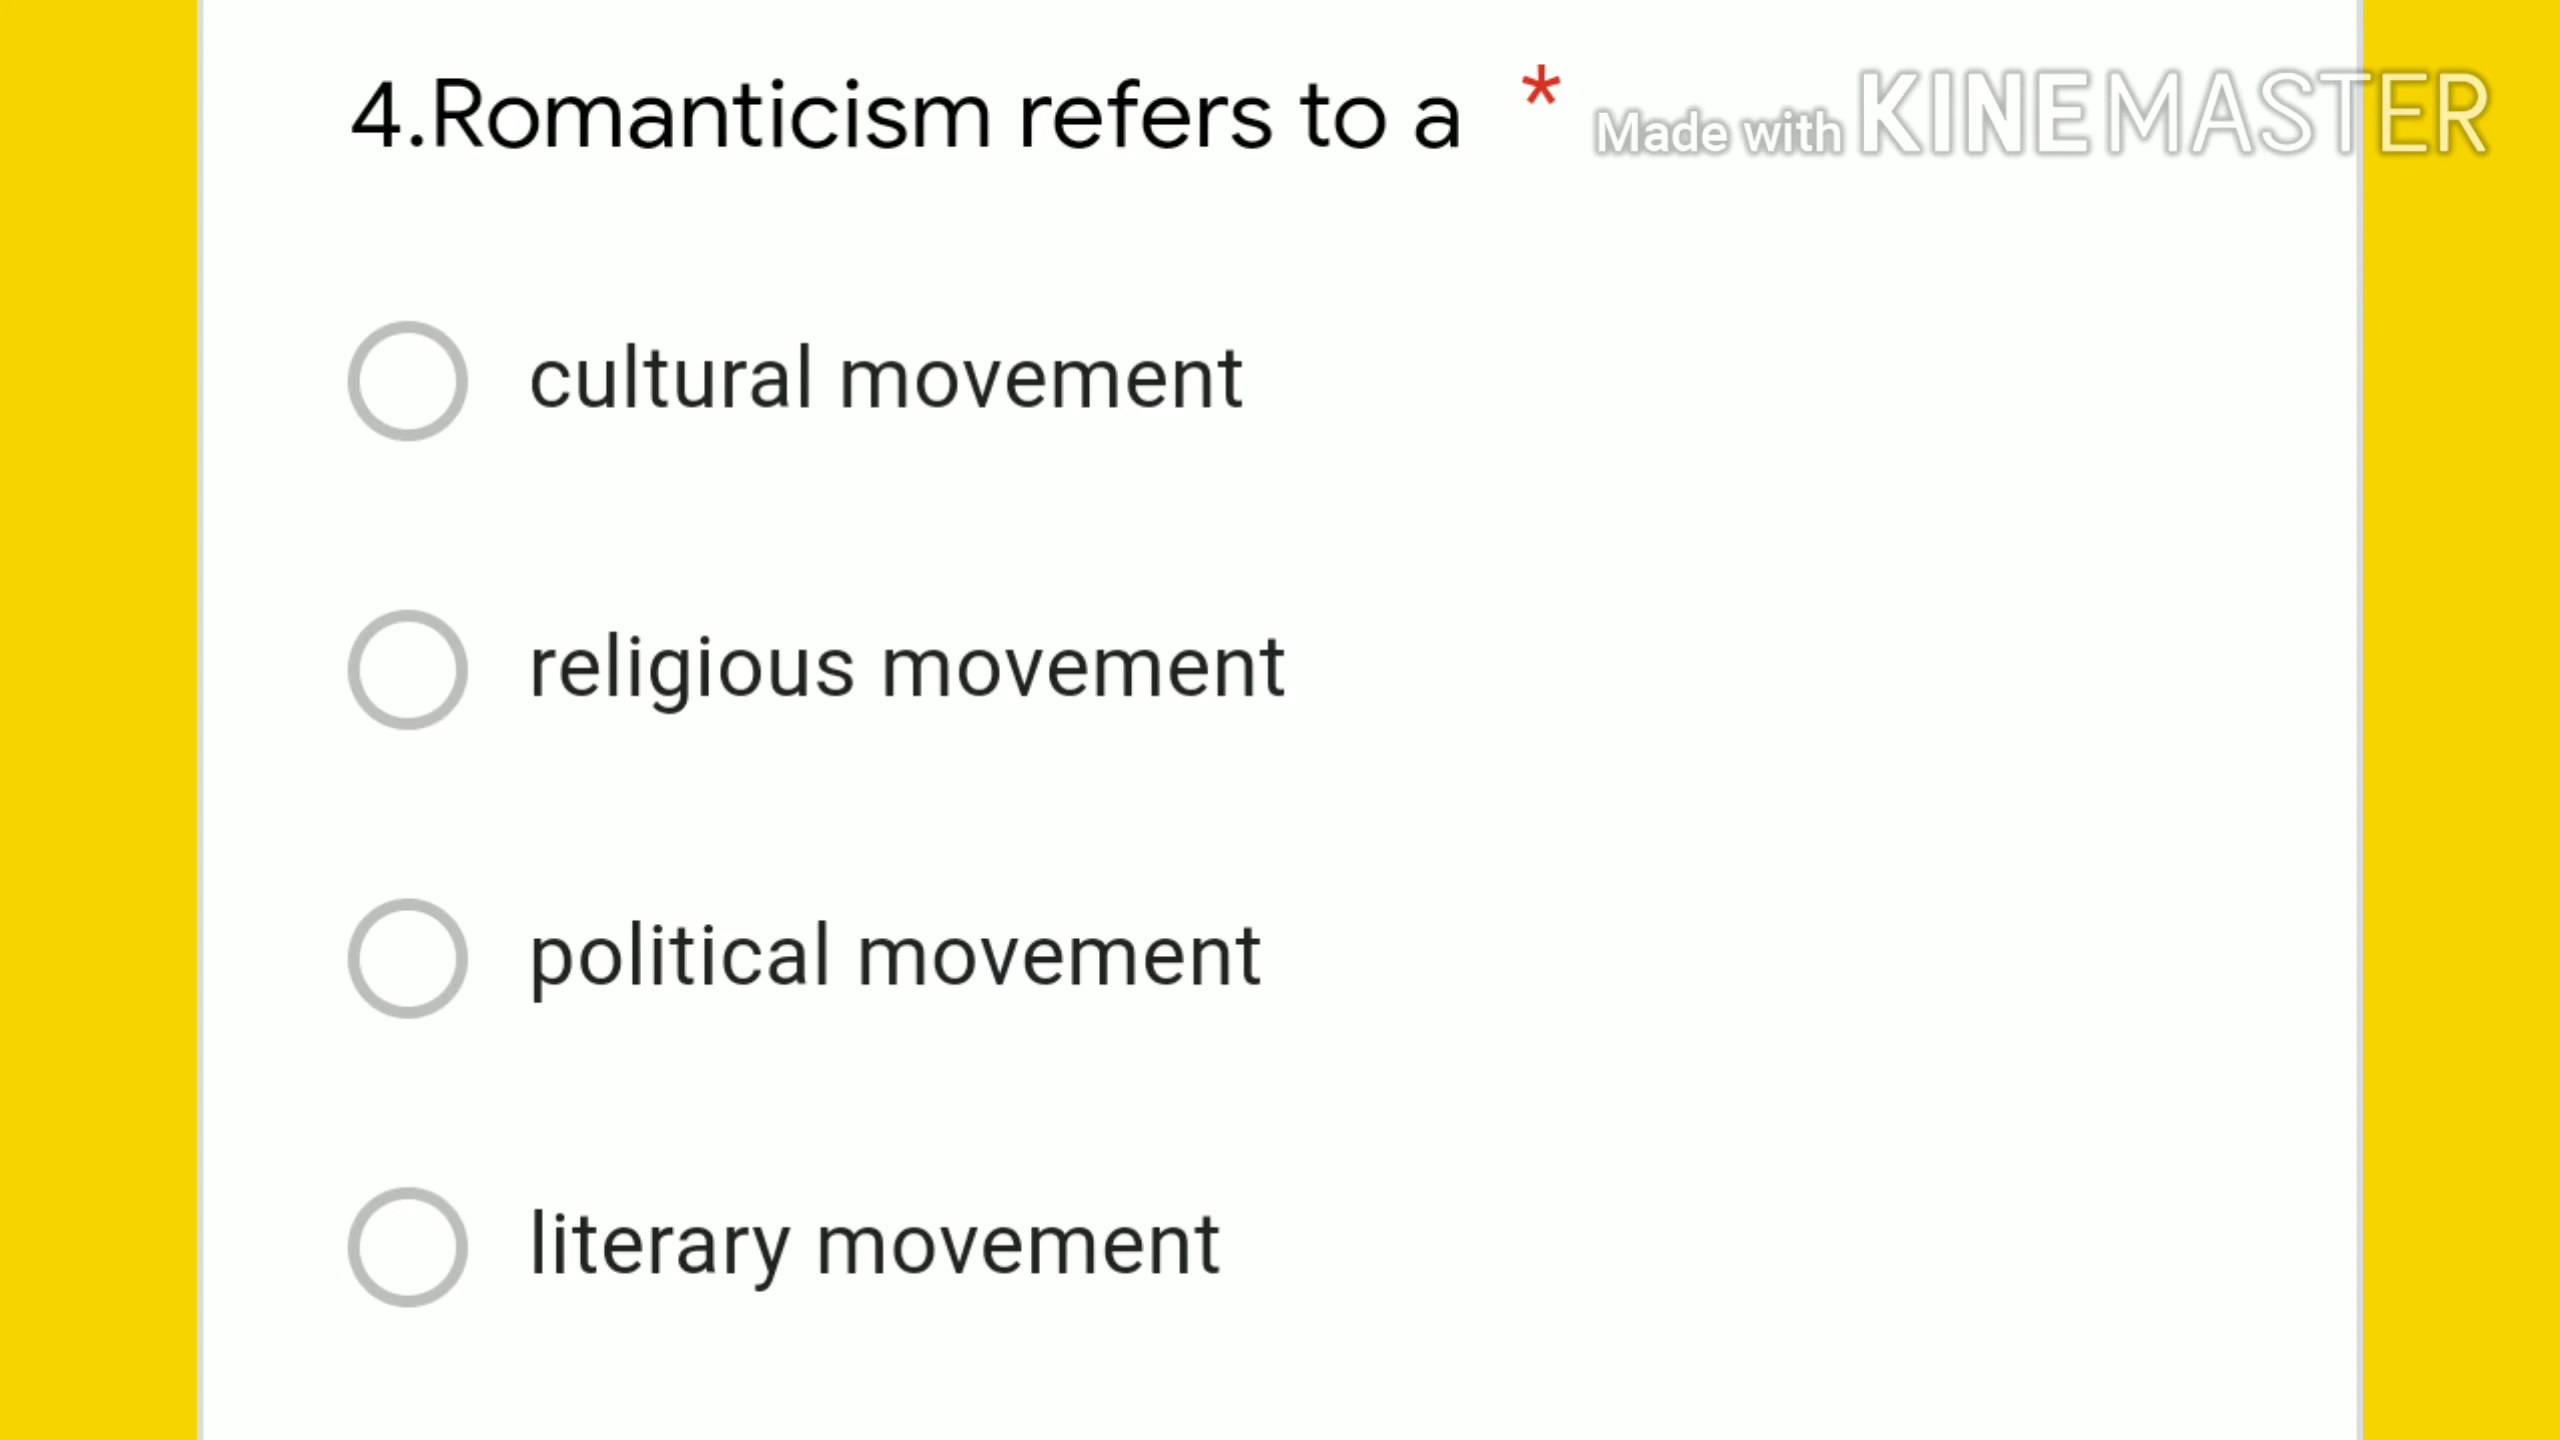 4.Romanticism refers to a * Made with KINEMASTER
cultural movement
religious movement
political movement
literary movement